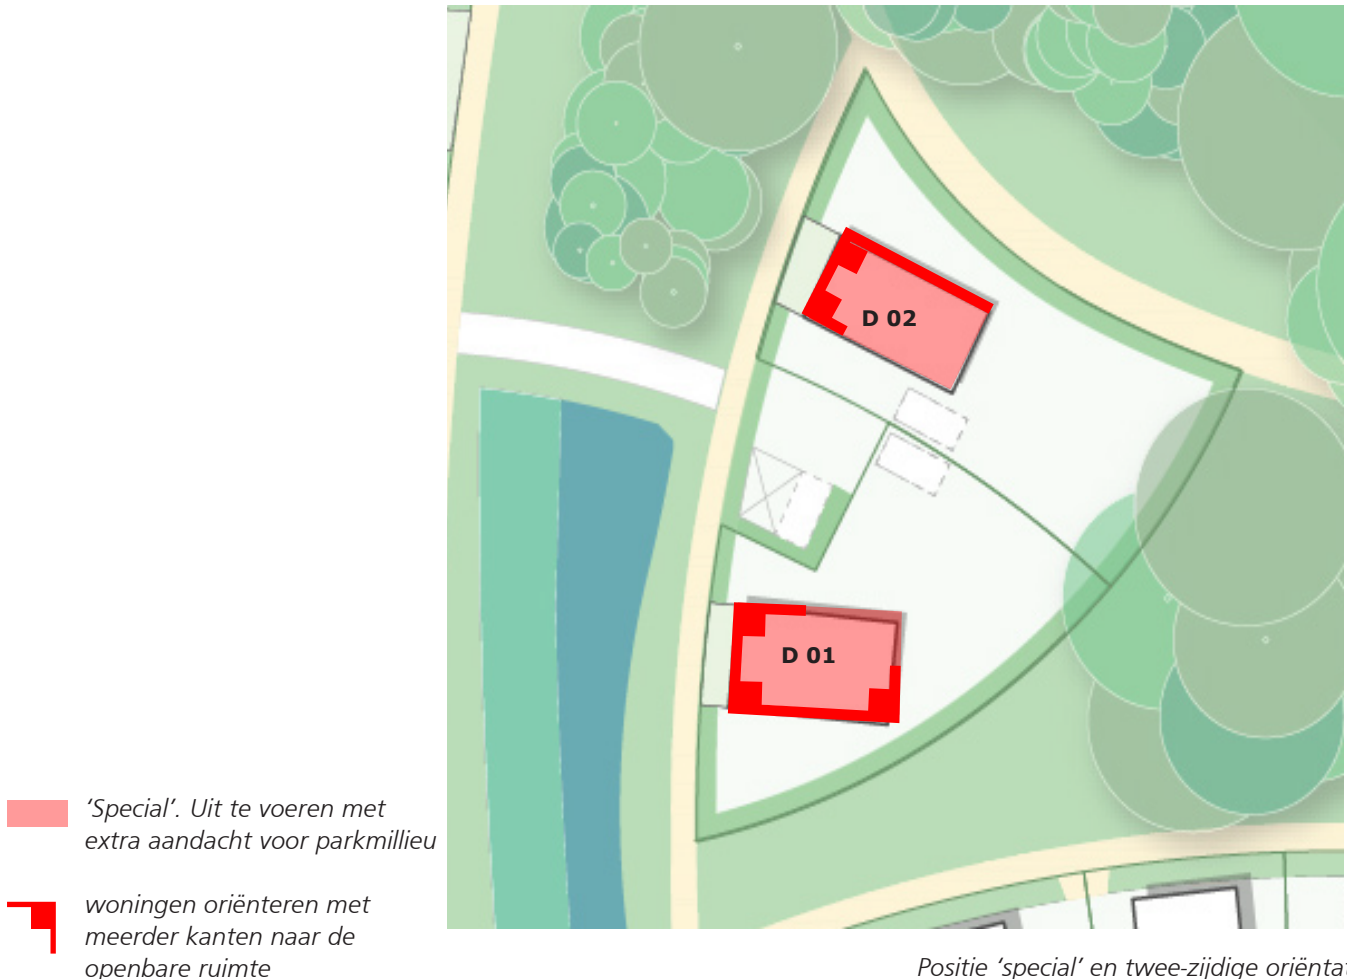 D 02
D 01
‘Special’. Uit te voeren met
extra aandacht voor parkmillieu
woningen oriënteren met
meerder kanten naar de
openbare ruimte
Positie ‘special’ en twee-zijdige oriënta